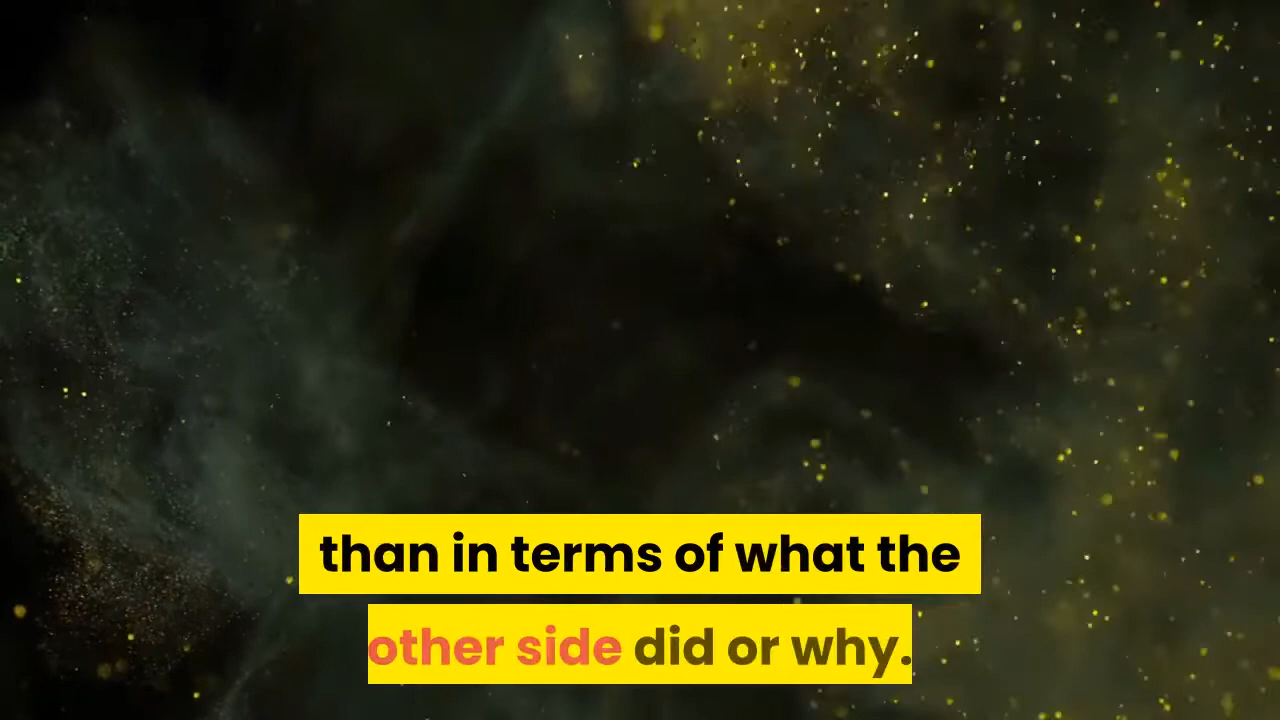 than in terms of what the
other side did or why.